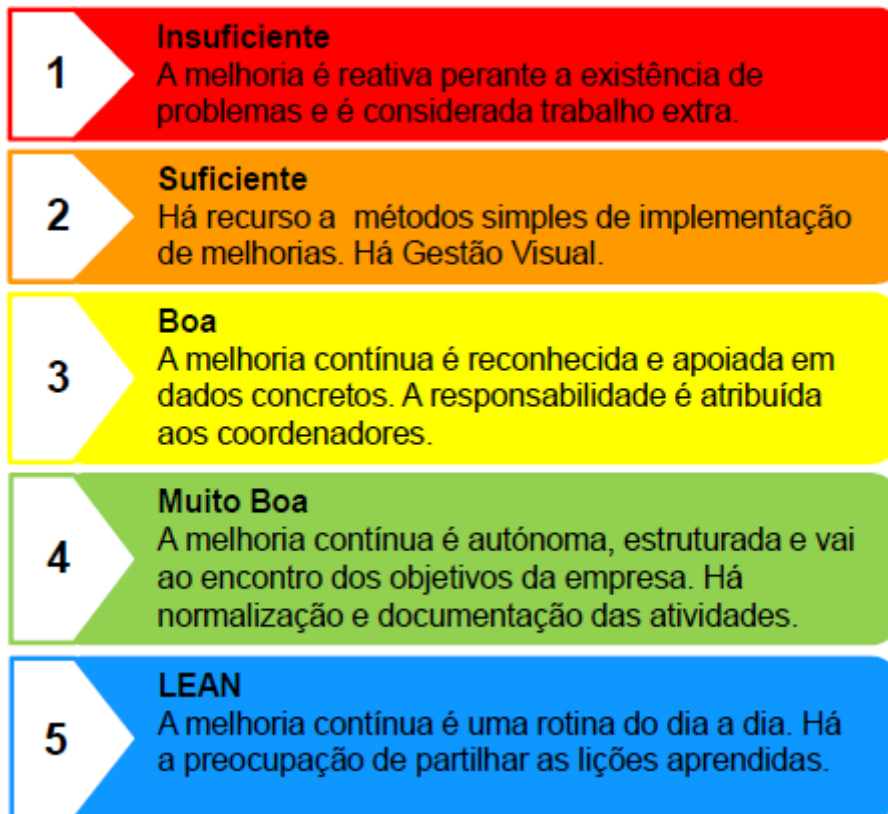 1
Insuficiente
A melhoria é reativa perante a existência de
problemas e é considerada trabalho extra.
2
Suficiente
Há recurso a métodos simples de implementação
de melhorias. Há Gestão Visual.
3
Boa
A melhoria contínua é reconhecida e apoiada em
dados concretos. A responsabilidade é atribuída
aos coordenadores.
4
Muito Boa
A melhoria contínua é autónoma, estruturada e vai
ao encontro dos objetivos da empresa. Há
normalização e documentação das atividades.
5
LEAN
A melhoria contínua é uma rotina do dia a dia. Há
a preocupação de partilhar as lições aprendidas.